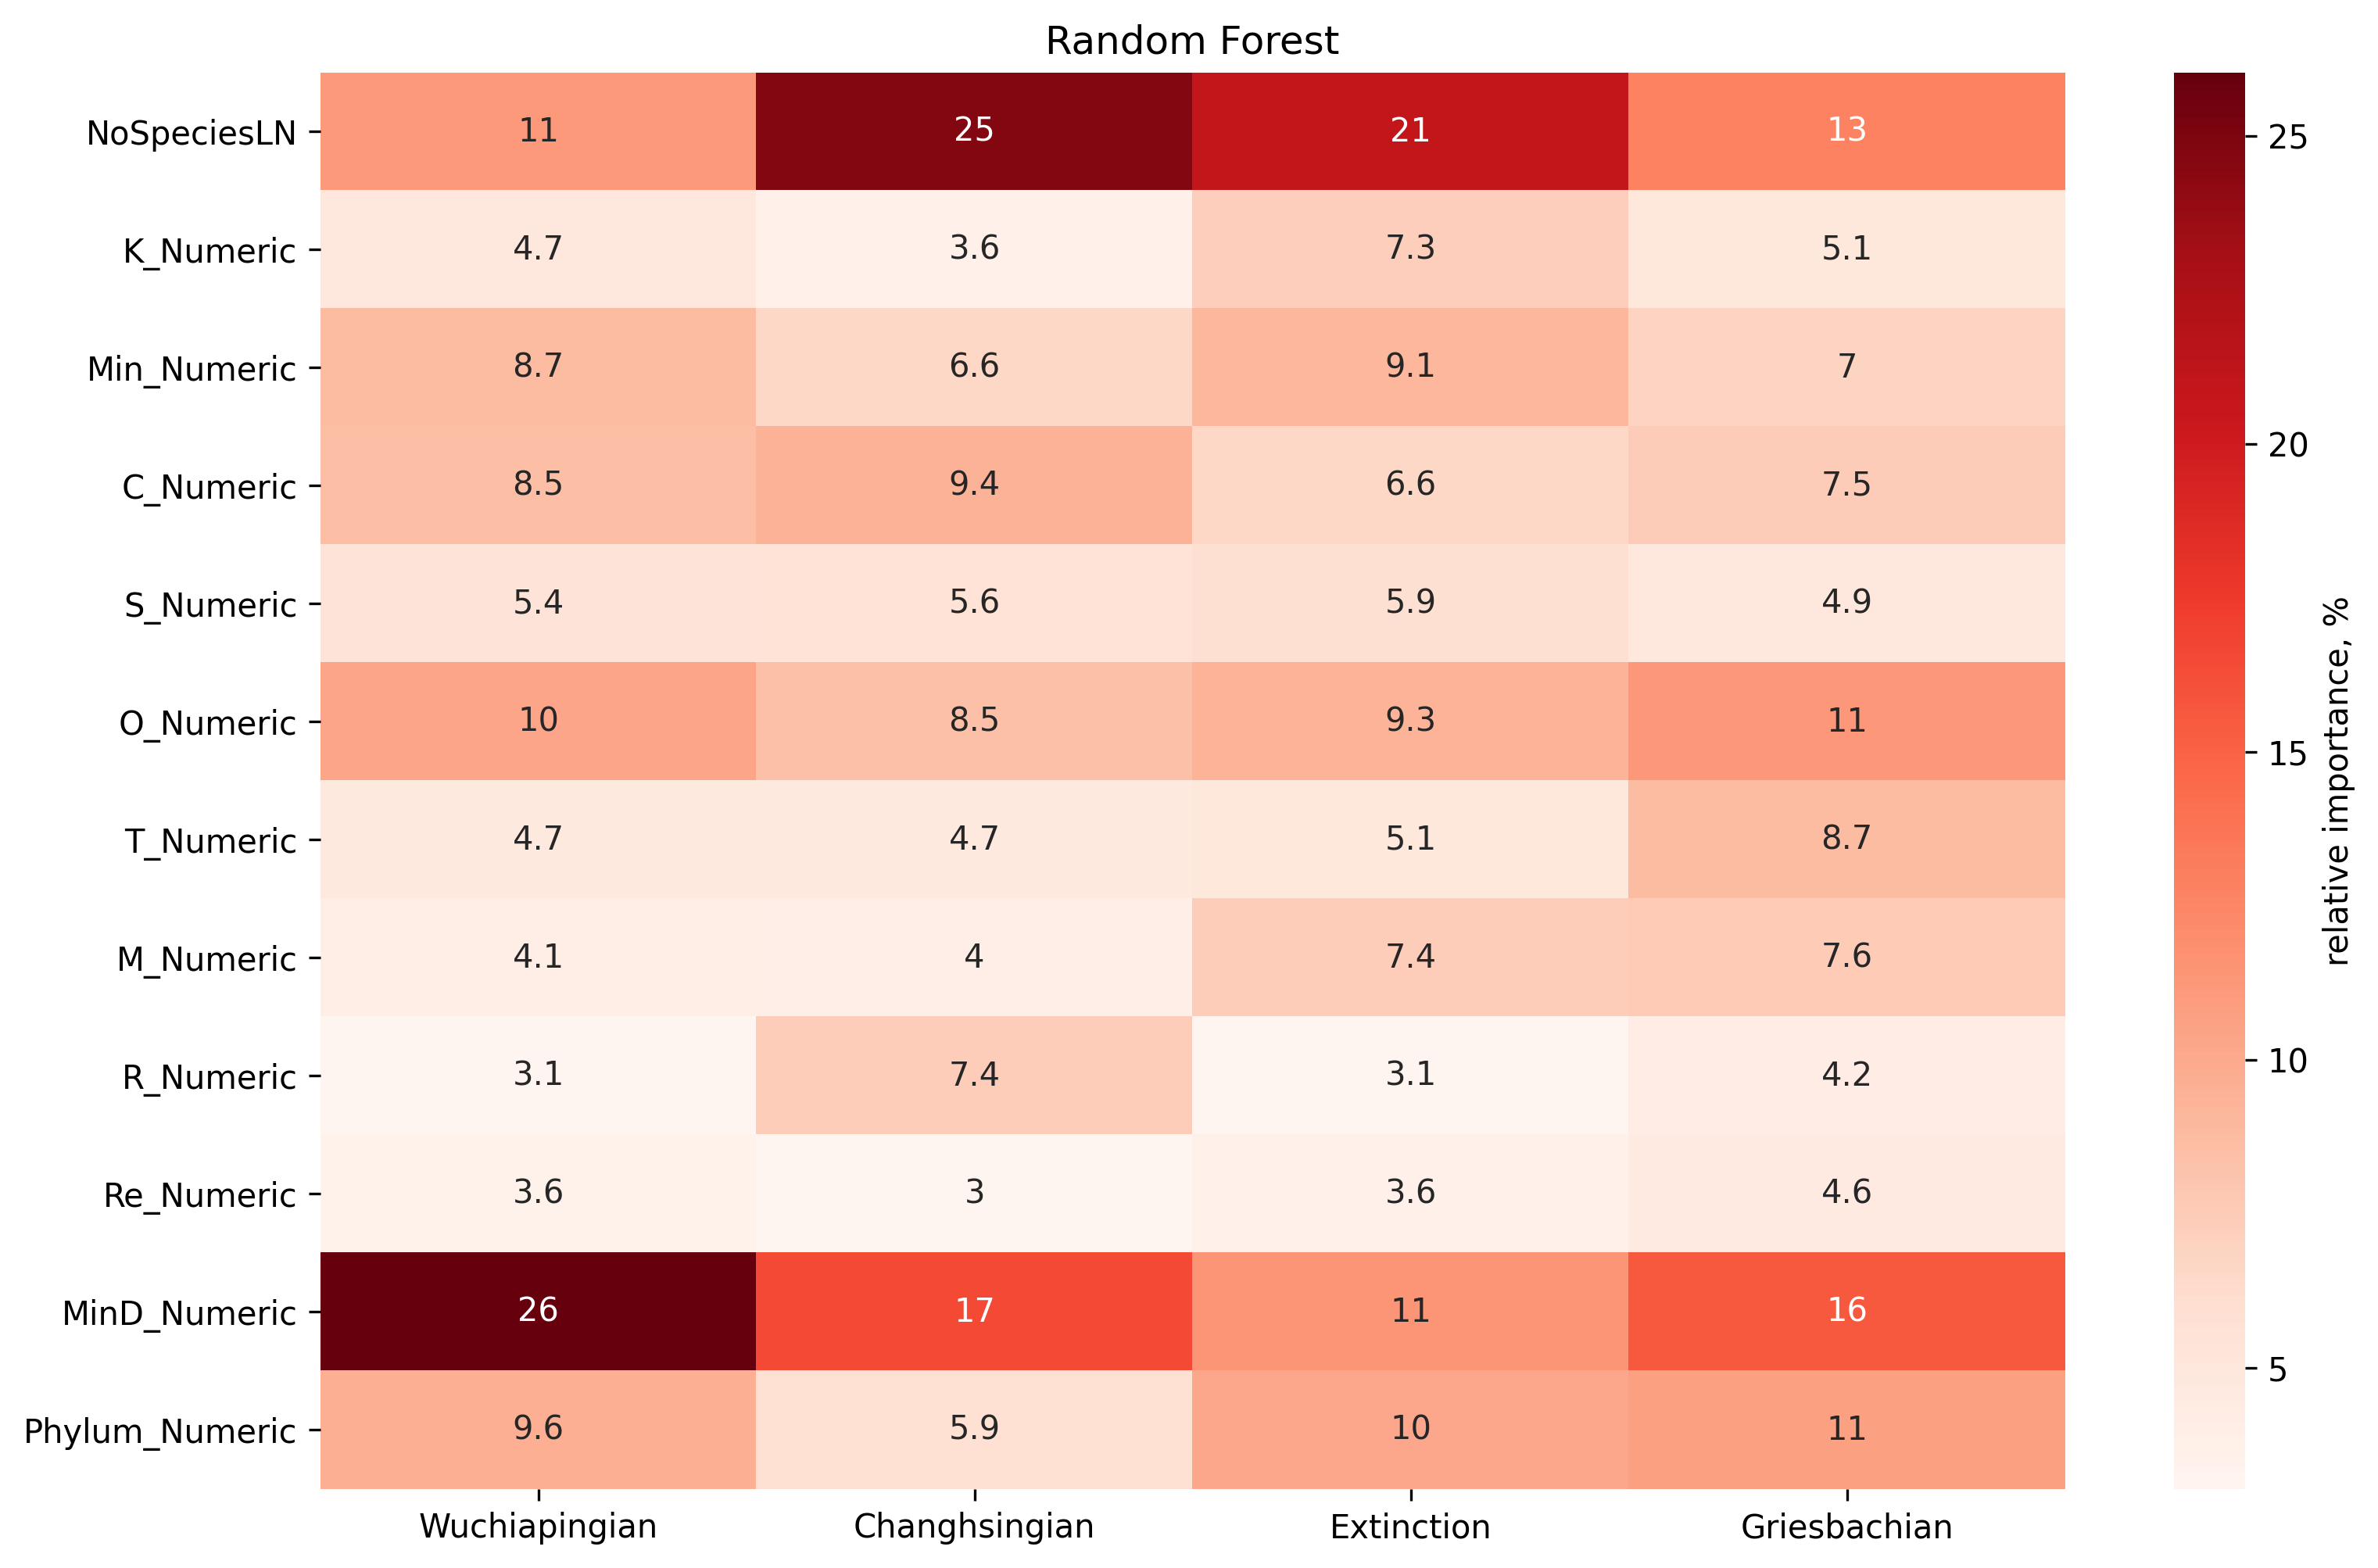 Random Forest
NoSpeciesLN 11 25 21 13
K_Numeric 4.7 3.6 7.3 5.1
Min_Numeric 8.7 6.6 9.1 7
C_Numeric 8.5 9.4 6.6 7.5
S_Numeric 5.4 5.6 5.9 4.9
O_Numeric 10 8.5 9.3 11
T_Numeric 4.7 4.7 5.1 8.7
M_Numeric 4.1 4 7.4 7.6
R_Numeric 3.1 7.4 3.1 4.2
Re_Numeric 3.6 3 3.6 4.6
MinD_Numeric 26 17 11 16
Phylum_Numeric 9.6 5.9 10 11
Wuchiapingian Changhsingian Extinction Griesbachian
25
20
15
10
5
relative importance, %